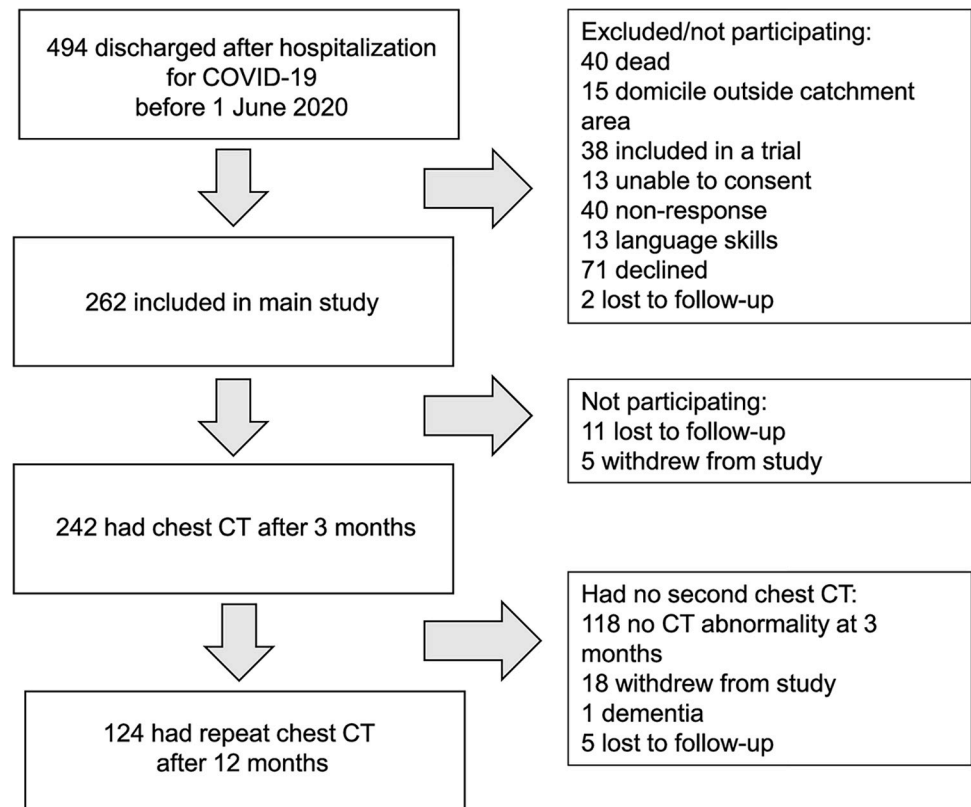 494 discharged after hospitalization
for COVID-19
before 1 June 2020
Excluded/not participating:
40 dead
15 domicile outside catchment
area
38 included in a trial
13 unable to consent
40 non-response
13 language skills
71 declined
2 lost to follow-up
262 included in main study
Not participating:
11 lost to follow-up
5 withdrew from study
242 had chest CT after 3 months
Had no second chest CT:
118 no CT abnormality at 3
months
18 withdrew from study
1 dementia
5 lost to follow-up
124 had repeat chest CT
after 12 months